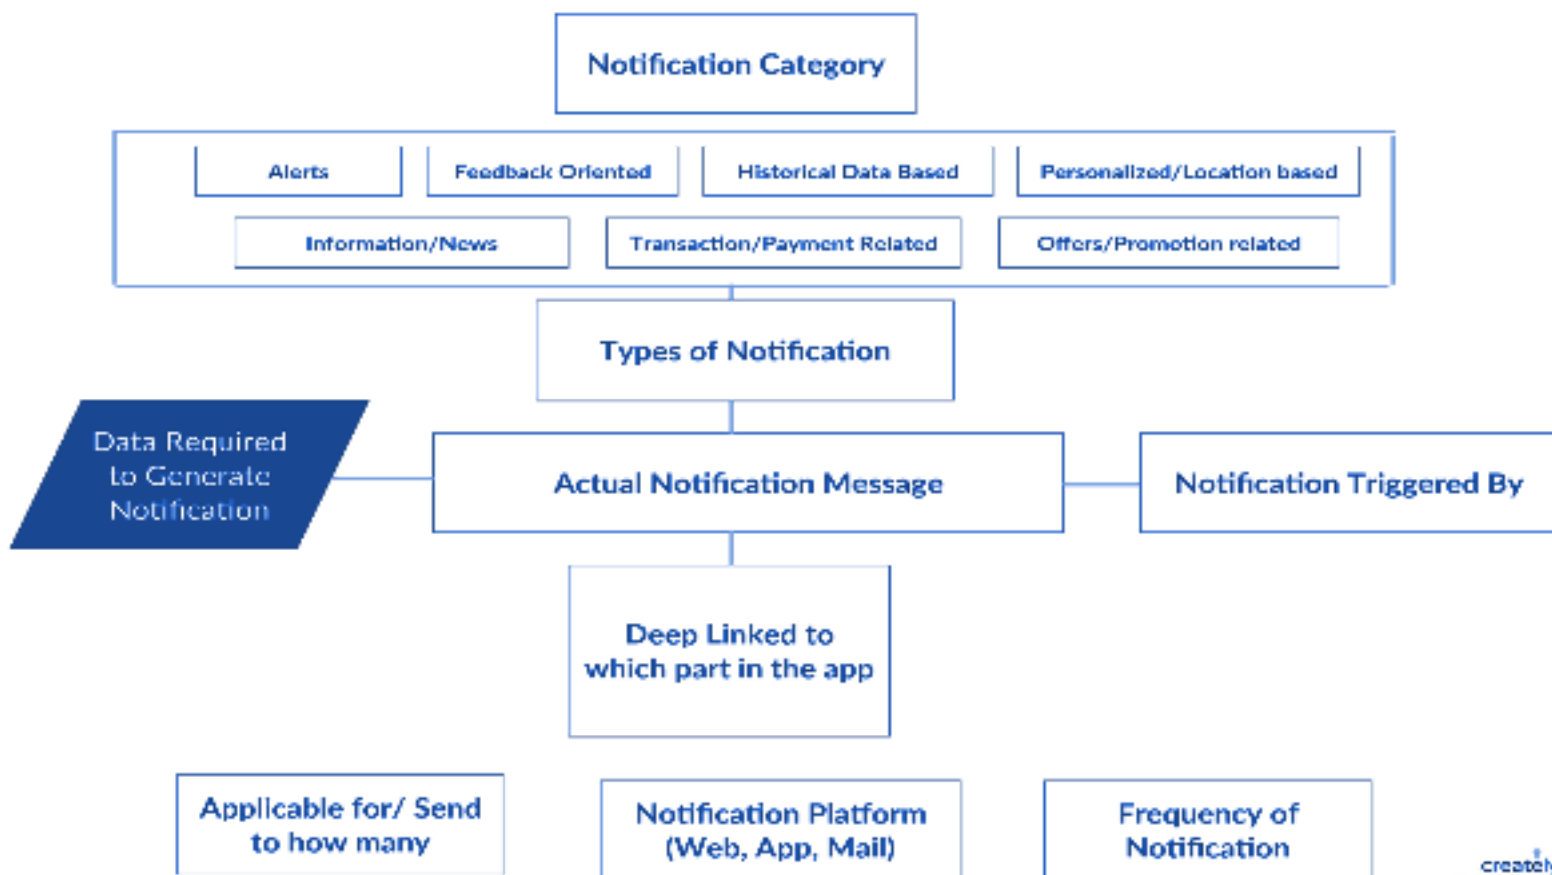 Notification Category
Alerts
Feedback Oriented
Historical Data Based
Personalized/Location based
Information/News
Transaction/Payment Related
Offers/Promotion related
Types of Notification
Data Required
to Generate
Notification
Actual Notification Message
Notification Triggered By
Deep Linked to
which part in the app
Applicable for/ Send
to how many
Notification Platform
(Web, App, Mail)
Frequency of
Notification
creately